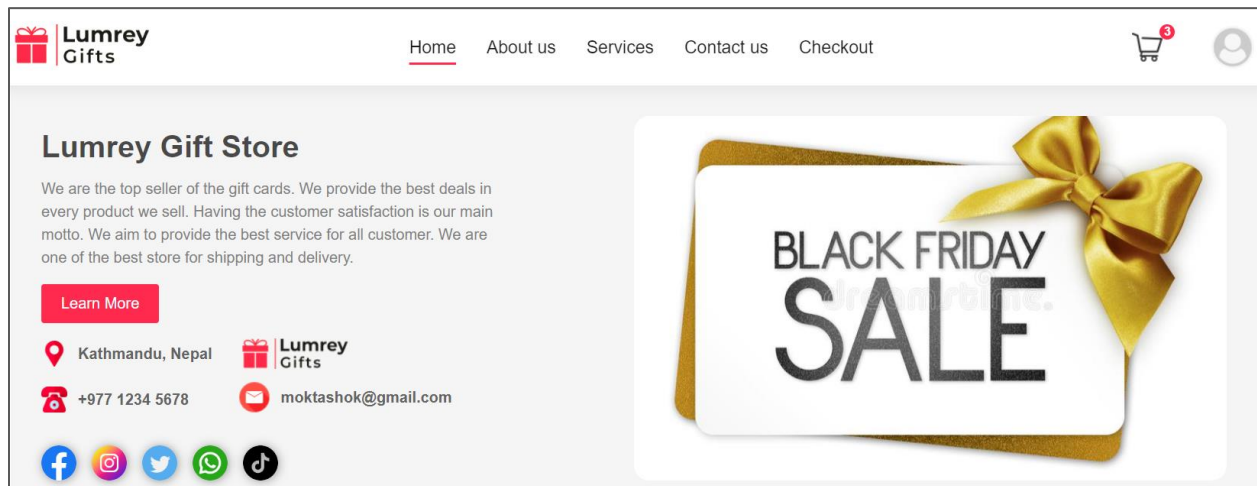 Lumrey
Gifts
Home About us Services Contact us Checkout
3
Lumrey Gift Store
We are the top seller of the gift cards. We provide the best deals in
every product we sell. Having the customer satisfaction is our main
motto. We aim to provide the best service for all customer. We are
one of the best store for shipping and delivery.
Learn More
Kathmandu, Nepal
Lumrey
Gifts
+977 1234 5678
moktashok@gmail.com
BLACK FRIDAY
SALE
dreamstime.